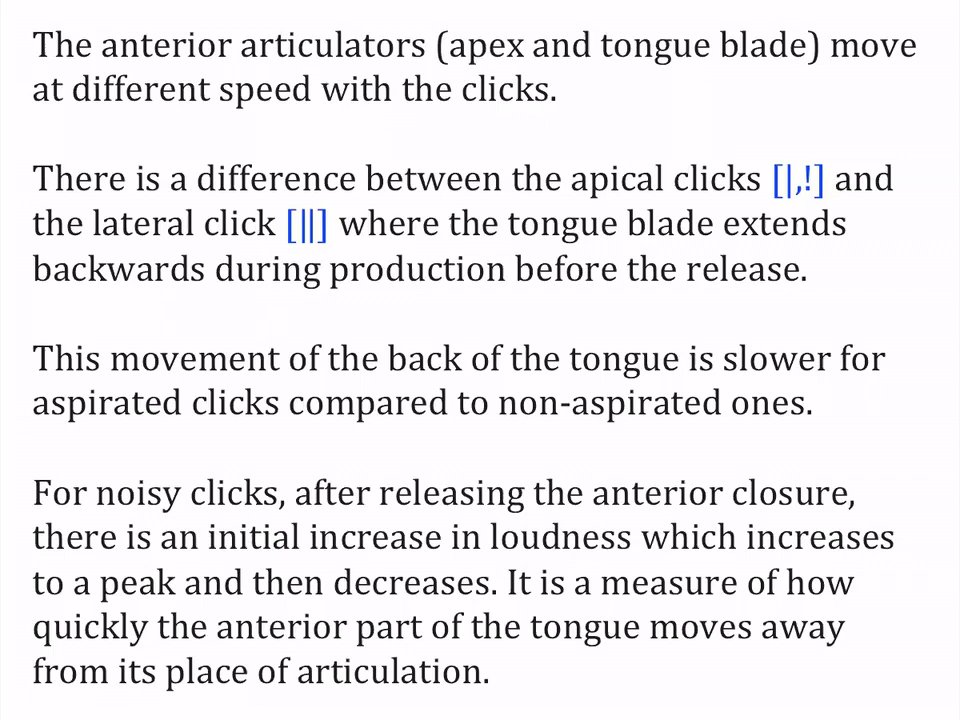 The anterior articulators (apex and tongue blade) move
at different speed with the clicks.
There is a difference between the apical clicks [|,!] and
the lateral click [||] where the tongue blade extends
backwards during production before the release.
This movement of the back of the tongue is slower for
aspirated clicks compared to non-aspirated ones.
For noisy clicks, after releasing the anterior closure,
there is an initial increase in loudness which increases
to a peak and then decreases. It is a measure of how
quickly the anterior part of the tongue moves away
from its place of articulation.